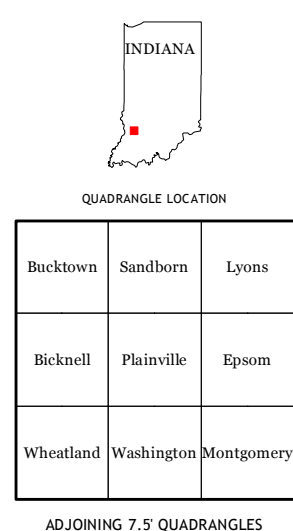 INDIANA
QUADRANGLE LOCATION
Bucktown Sandborn Lyons
Bicknell Plainville Epsom
Wheatland Washington Montgomery
ADJOINING 7.5' QUADRANGLES